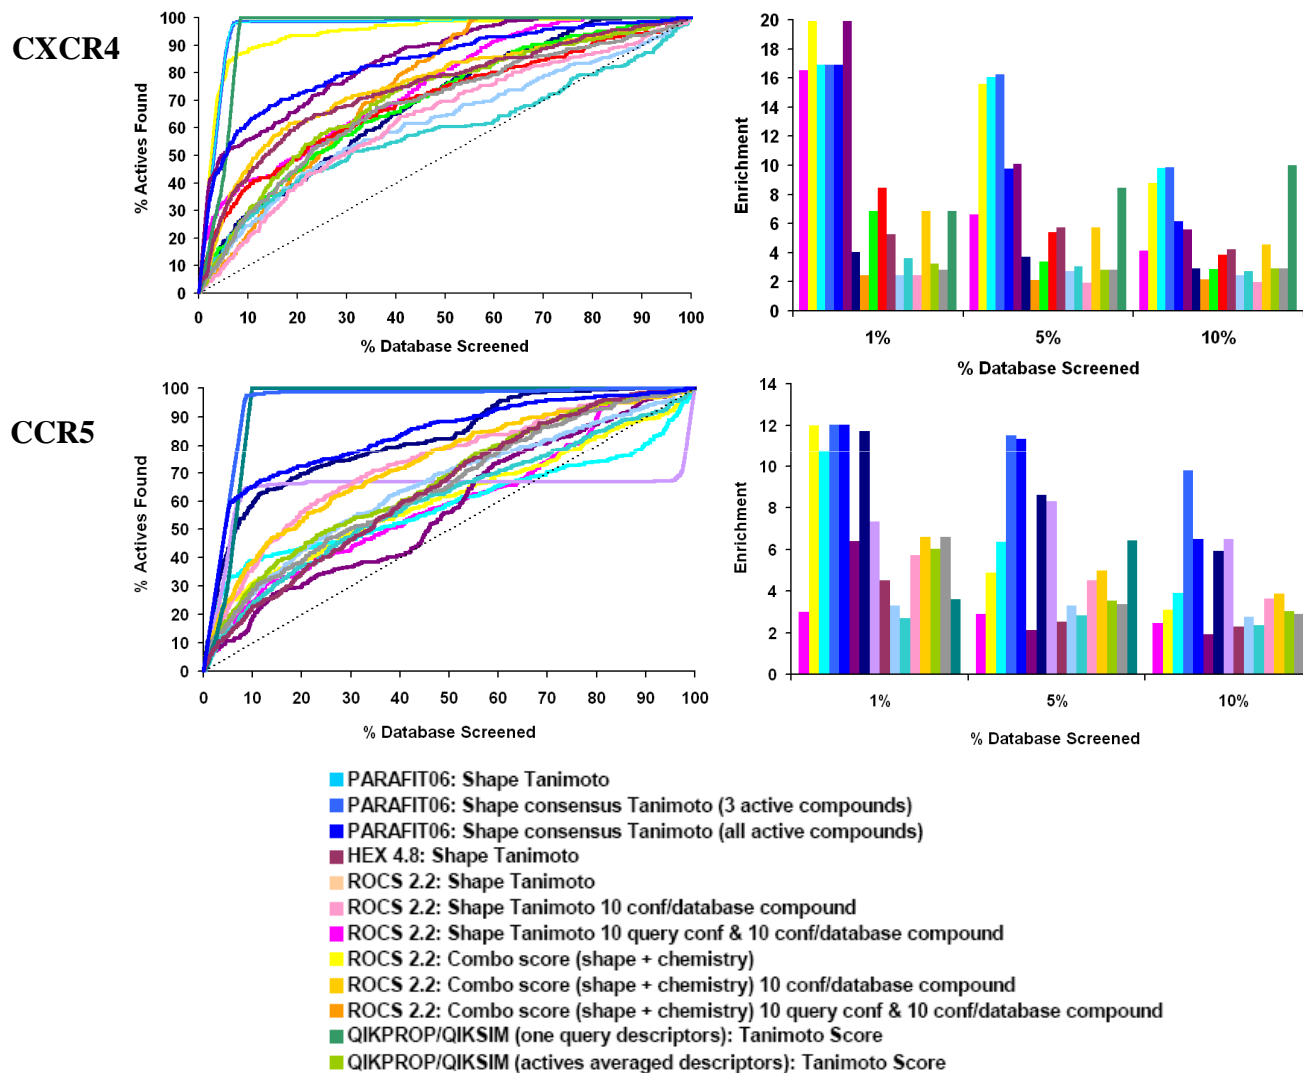 CXCR4
% Actives Found
100
90
80
70
60
50
40
30
20
10
0
0 10 20 30 40 50 60 70 80 90 100
% Database Screened
Enrichment
20
18
16
14
12
10
8
6
4
2
0
1% 5% 10%
% Database Screened
CCR5
% Actives Found
100
90
80
70
60
50
40
30
20
10
0
0 10 20 30 40 50 60 70 80 90 100
% Database Screened
Enrichment
14
12
10
8
6
4
2
0
1% 5% 10%
% Database Screened
PARAFIT06: Shape Tanimoto
PARAFIT06: Shape consensus Tanimoto (3 active compounds)
PARAFIT06: Shape consensus Tanimoto (all active compounds)
HEX 4.8: Shape Tanimoto
ROCS 2.2: Shape Tanimoto
ROCS 2.2: Shape Tanimoto 10 conf/database compound
ROCS 2.2: Shape Tanimoto 10 query conf & 10 conf/database compound
ROCS 2.2: Combo score (shape + chemistry)
ROCS 2.2: Combo score (shape + chemistry) 10 conf/database compound
ROCS 2.2: Combo score (shape + chemistry) 10 query conf & 10 conf/database compound
QIKPROP/QIKSIM (one query descriptors): Tanimoto Score
QIKPROP/QIKSIM (actives averaged descriptors): Tanimoto Score